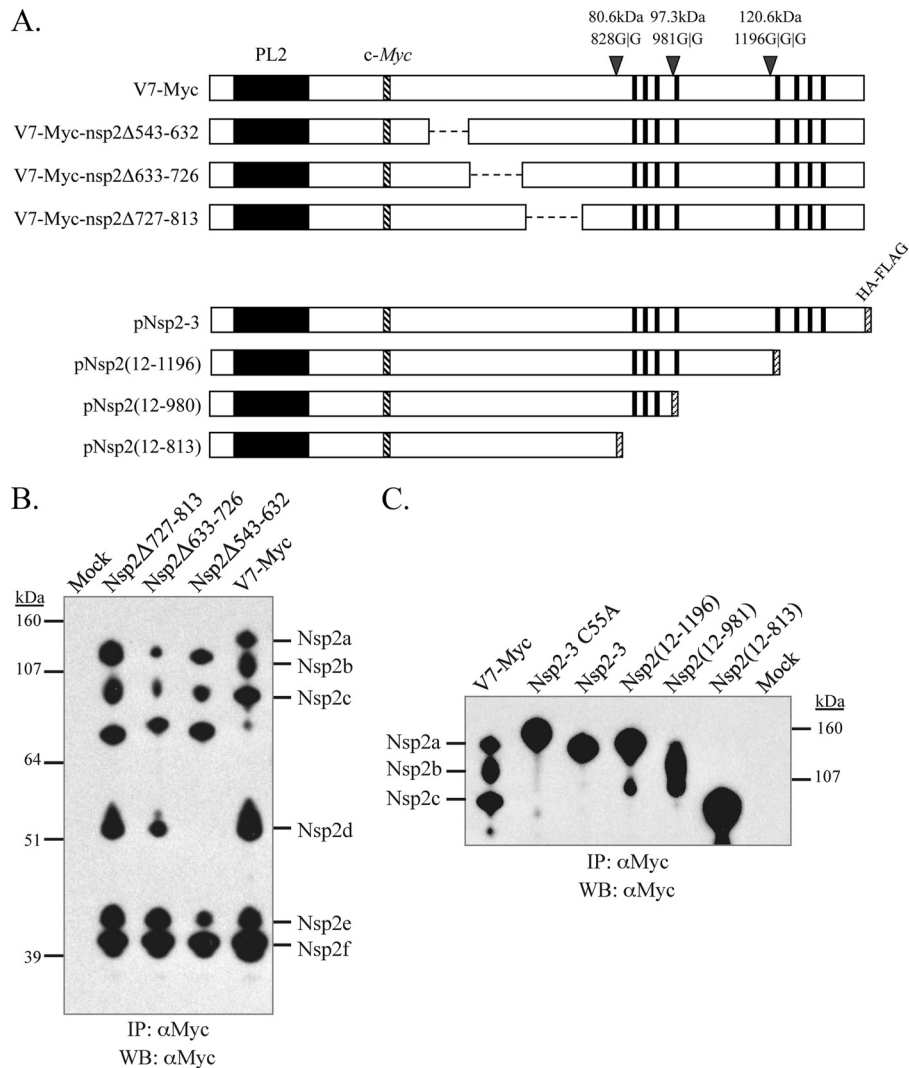 A.
80.6kDa 97.3kDa 120.6kDa
828G|G 981G|G 1196G|G|G
PL2 c-Myc
V7-Myc
V7-Myc-nsp2Δ543-632
V7-Myc-nsp2Δ633-726
V7-Myc-nsp2Δ727-813
HA-FLAG
pNsp2-3
pNsp2(12-1196)
pNsp2(12-980)
pNsp2(12-813)
B.
Mock
Nsp2Δ727-813
Nsp2Δ633-726
Nsp2Δ543-632
V7-Myc
kDa
160
107
64
51
39
Nsp2a
Nsp2b
Nsp2c
Nsp2d
Nsp2e
Nsp2f
IP: αMyc
WB: αMyc
C.
V7-Myc
Nsp2-3 C55A
Nsp2-3
Nsp2(12-1196)
Nsp2(12-981)
Nsp2(12-813)
Mock
kDa
160
107
Nsp2a
Nsp2b
Nsp2c
IP: αMyc
WB: αMyc